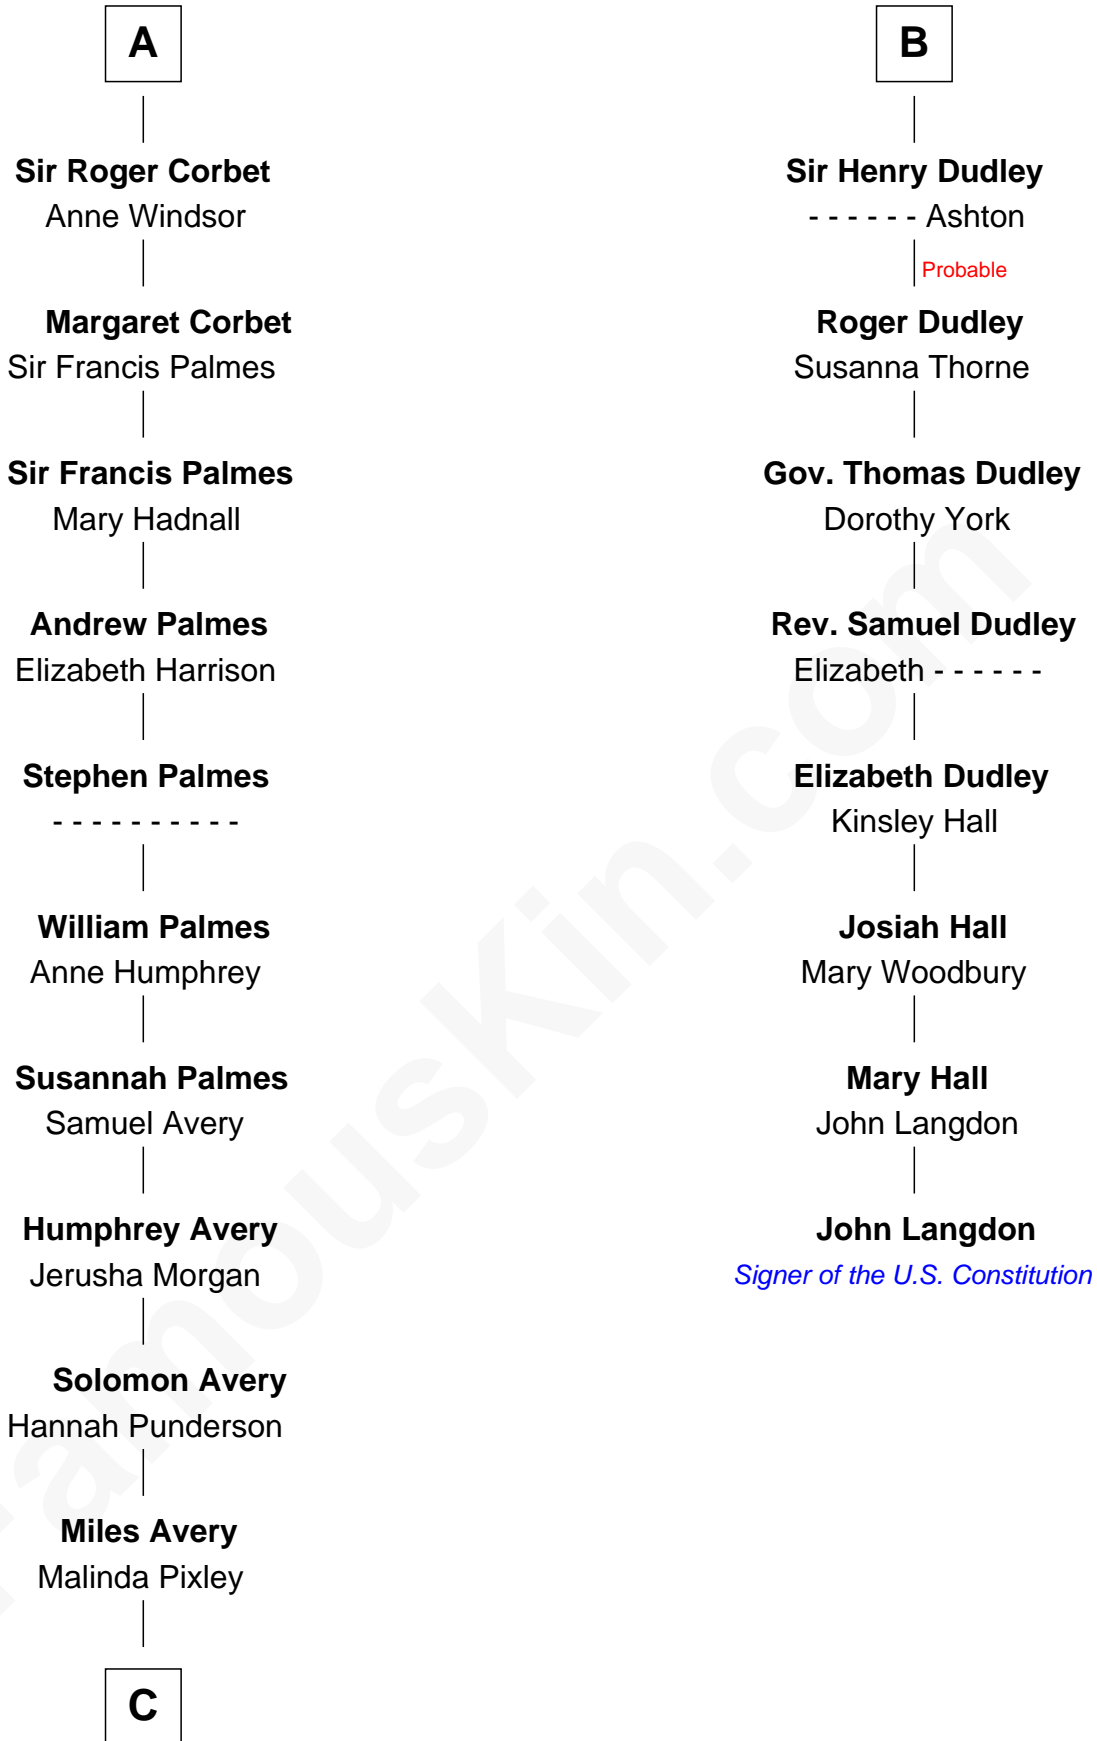 A
Sir Roger Corbet
Anne Windsor
Margaret Corbet
Sir Francis Palmes
Sir Francis Palmes
Mary Hadnall
Andrew Palmes
Elizabeth Harrison
Stephen Palmes
- - - - - - - - - -
William Palmes
Anne Humphrey
Susannah Palmes
Samuel Avery
Humphrey Avery
Jerusha Morgan
Solomon Avery
Hannah Punderson
Miles Avery
Malinda Pixley
C
B
Sir Henry Dudley
- - - - - - Ashton
Probable
Roger Dudley
Susanna Thorne
Gov. Thomas Dudley
Dorothy York
Rev. Samuel Dudley
Elizabeth - - - - - -
Elizabeth Dudley
Kinsley Hall
Josiah Hall
Mary Woodbury
Mary Hall
John Langdon
John Langdon
Signer of the U.S. Constitution
FamousKin.com